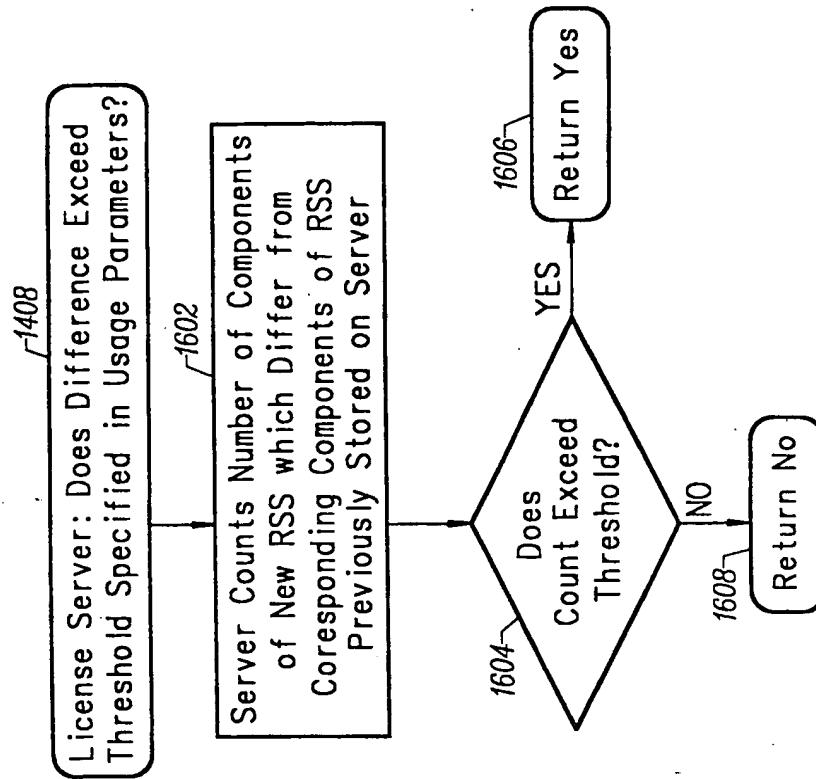 1408
License Server: Does Difference Exceed
Threshold Specified in Usage Parameters?
1602
Server Counts Number of Components
of New RSS which Differ from
Coresponding Components of RSS
Previously Stored on Server
1604
Does
Count Exceed
Threshold?
YES
1606
Return Yes
NO
1608
Return No